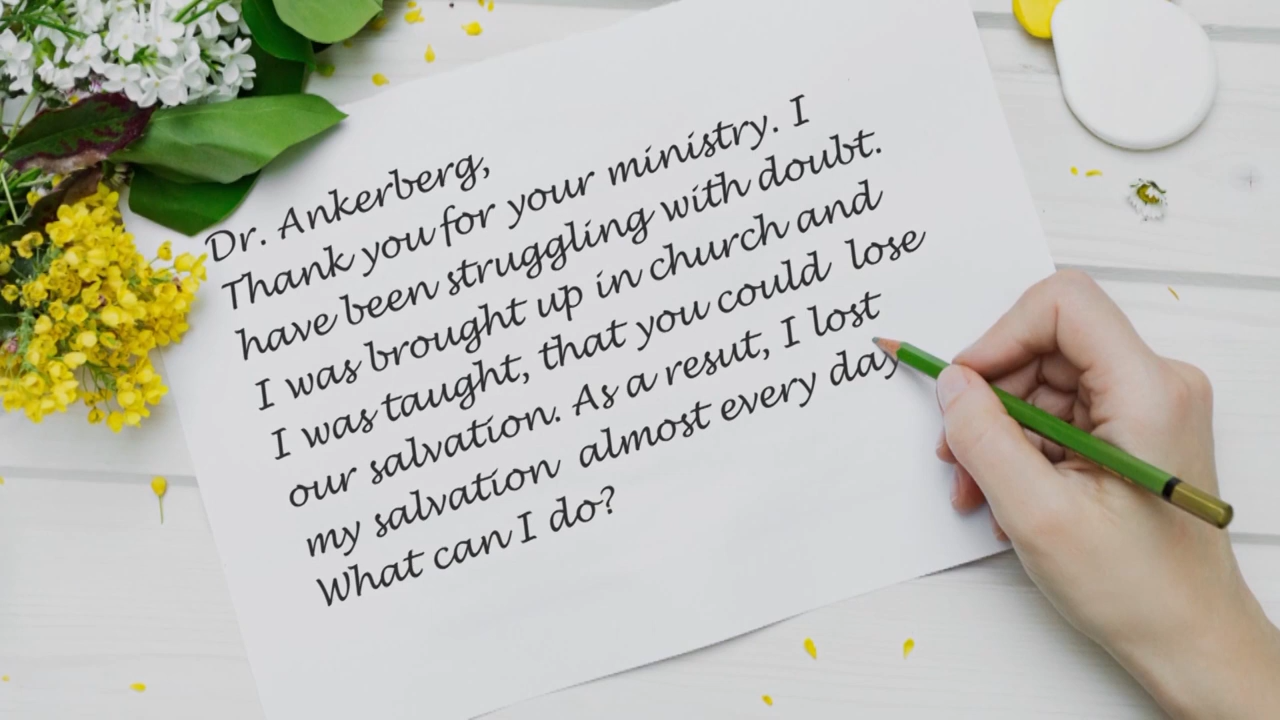 Dr. Ankerberg,
Thank you for your ministry. I
have been struggling with doubt.
I was brought up in church and
I was taught, that you could lose
our salvation. As a resut, I lost
my salvation almost every day
What can I do?